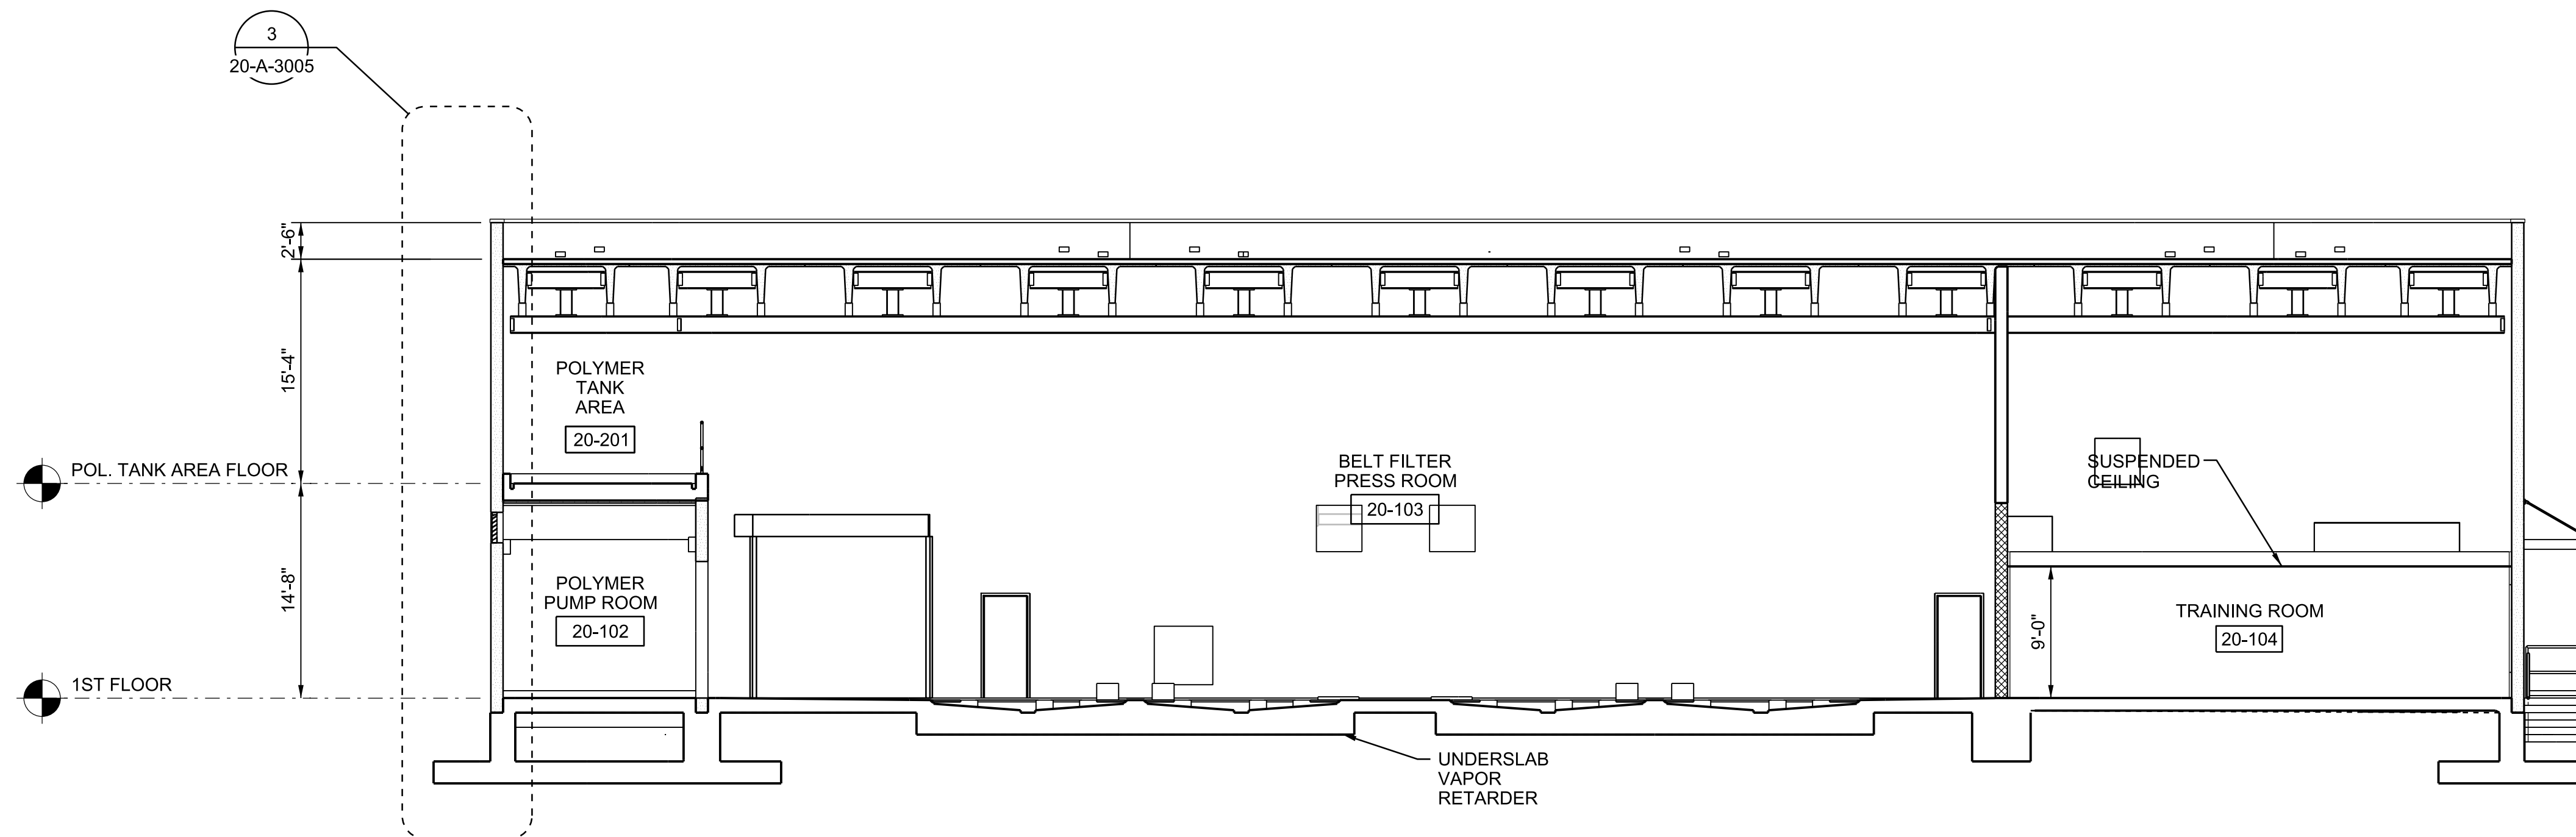 3
20-A-3005
2'-6"
15'-4"
POLYMER
TANK
AREA
20-201
POL. TANK AREA FLOOR
BELT FILTER
PRESS ROOM
20-103
SUSPENDED
CEILING
14'-8"
POLYMER
PUMP ROOM
20-102
9'-0"
TRAINING ROOM
20-104
1ST FLOOR
UNDERSLAB
VAPOR
RETARDER